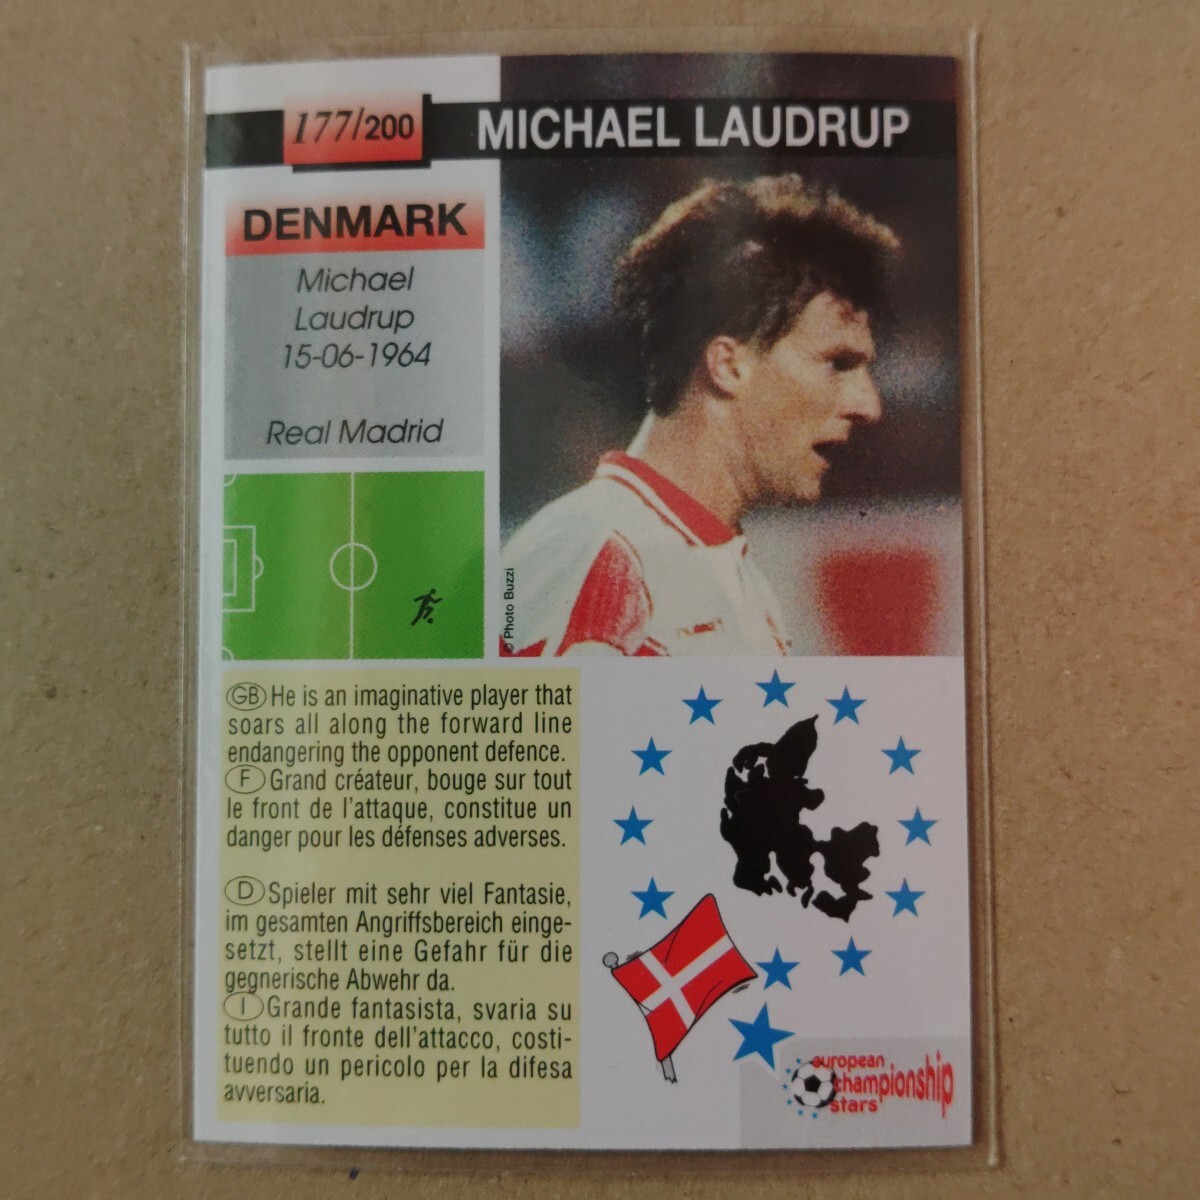 177/200
MICHAEL LAUDRUP
DENMARK
Michael
Laudrup
15-06-1964
Real Madrid
© Photo Buzzi
GB He is an imaginative player that
soars all along the forward line
endangering the opponent defence.
F Grand créateur, bouge sur tout
le front de l'attaque, constitue un
danger pour les défenses adverses.
D Spieler mit sehr viel Fantasie,
im gesamten Angriffsbereich einge-
setzt, stellt eine Gefahr für die
gegnerische Abwehr da.
I Grande fantasista, svaria su
tutto il fronte dell'attacco, costi-
tuendo un pericolo per la difesa
avversaria.
european
championship
stars